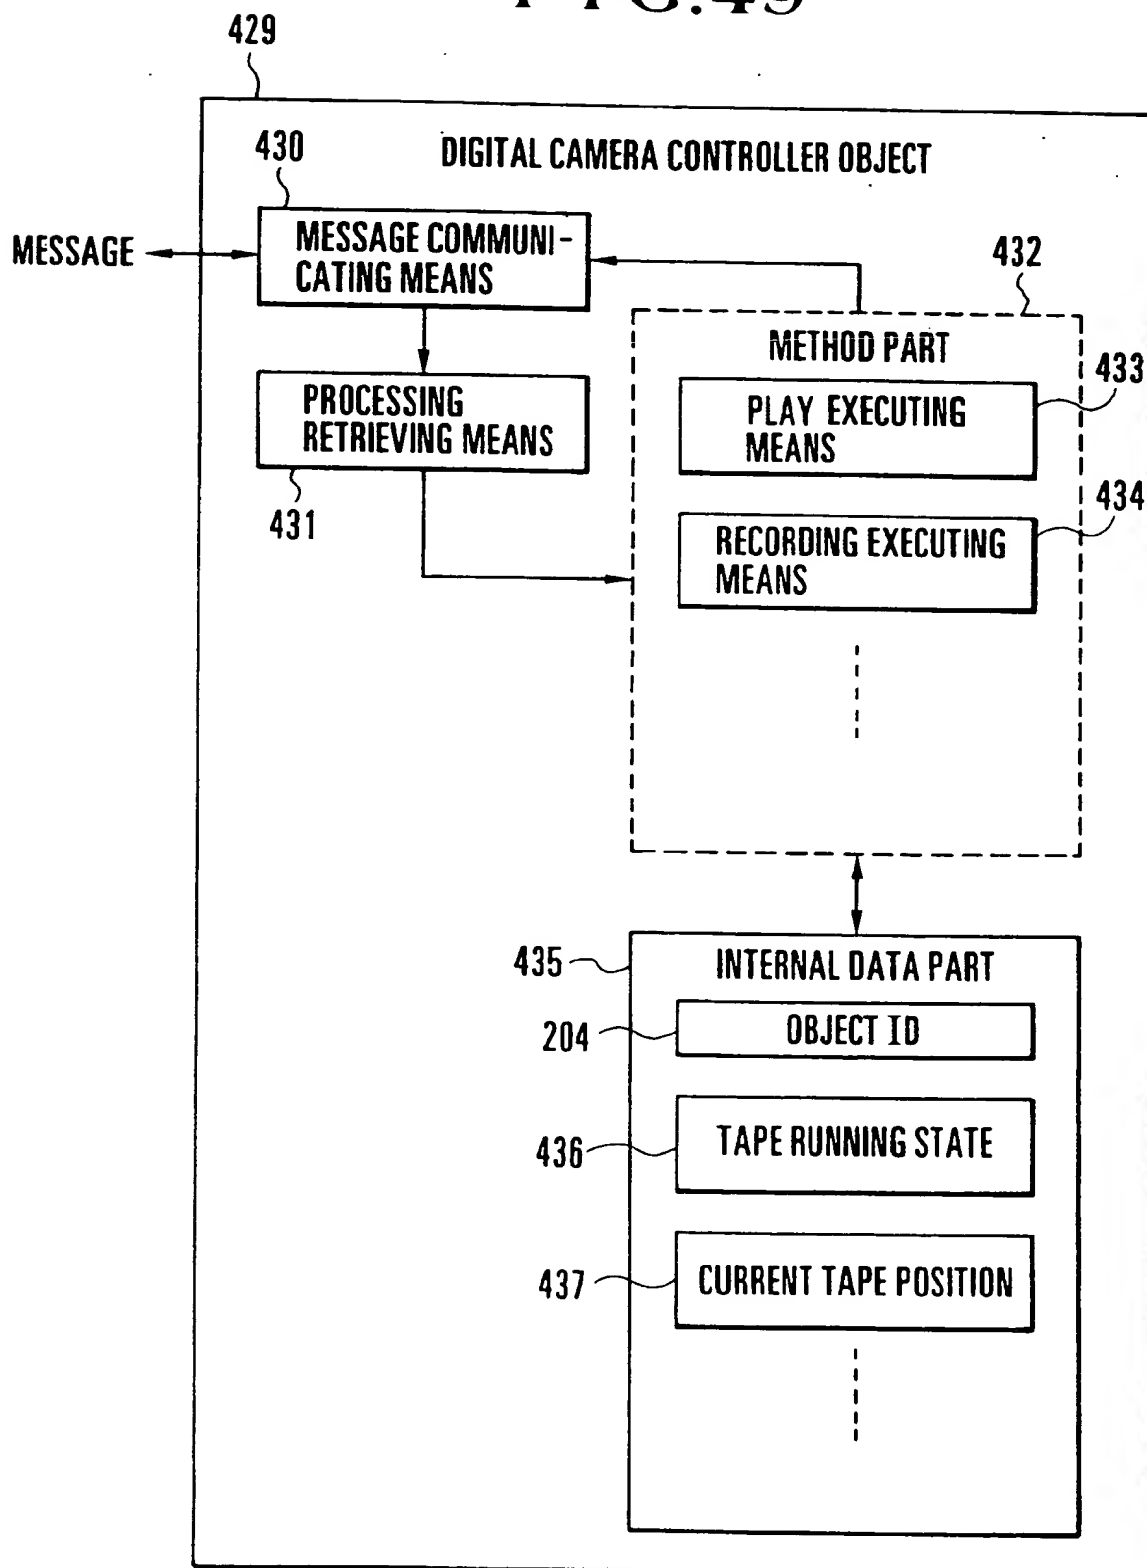 429
DIGITAL CAMERA CONTROLLER OBJECT
430
MESSAGE
MESSAGE COMMUNI-
CATING MEANS
432
METHOD PART
PROCESSING
RETRIEVING MEANS
431
433
PLAY EXECUTING
MEANS
434
RECORDING EXECUTING
MEANS
435
INTERNAL DATA PART
204
OBJECT ID
436
TAPE RUNNING STATE
437
CURRENT TAPE POSITION